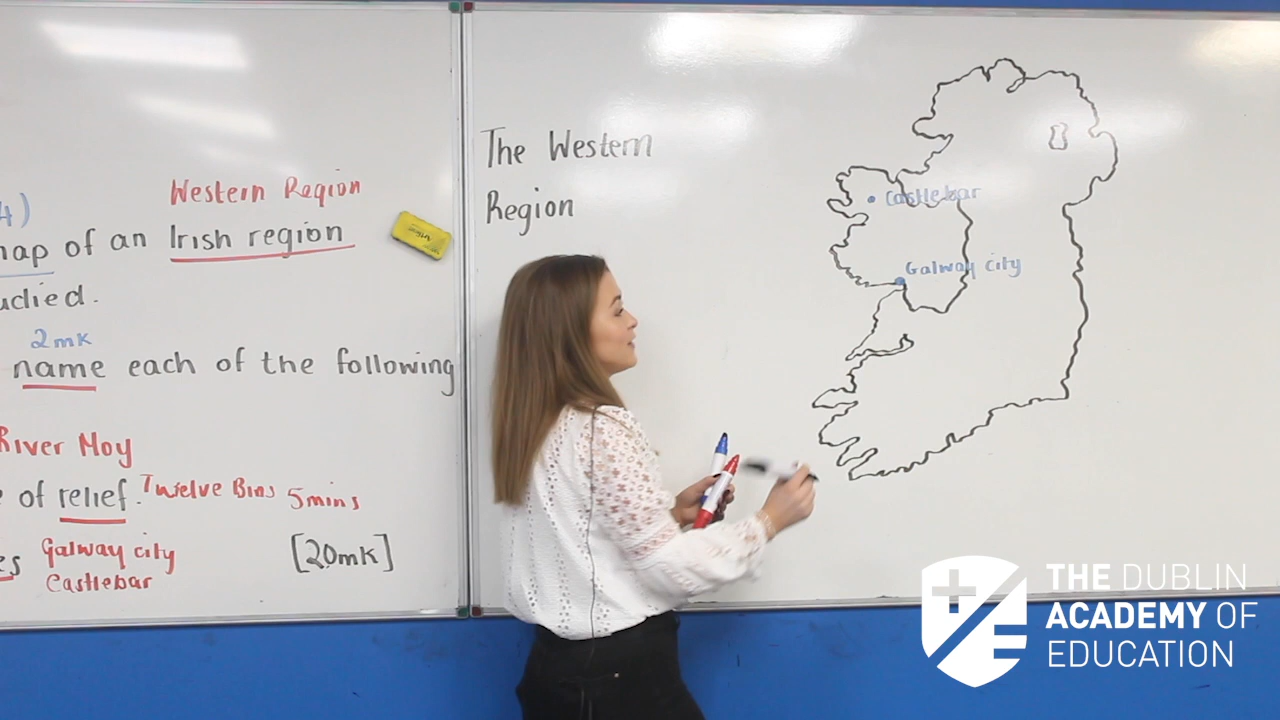 4)
Western Region
map of an Irish region
udied.
2mk
name each of the following
River Moy
of relief. Twelve Bins 5mins
Galway city
Castlebar
[20mk]
The Western
Region
Castlebar
Galway city
THE DUBLIN
ACADEMY OF
EDUCATION